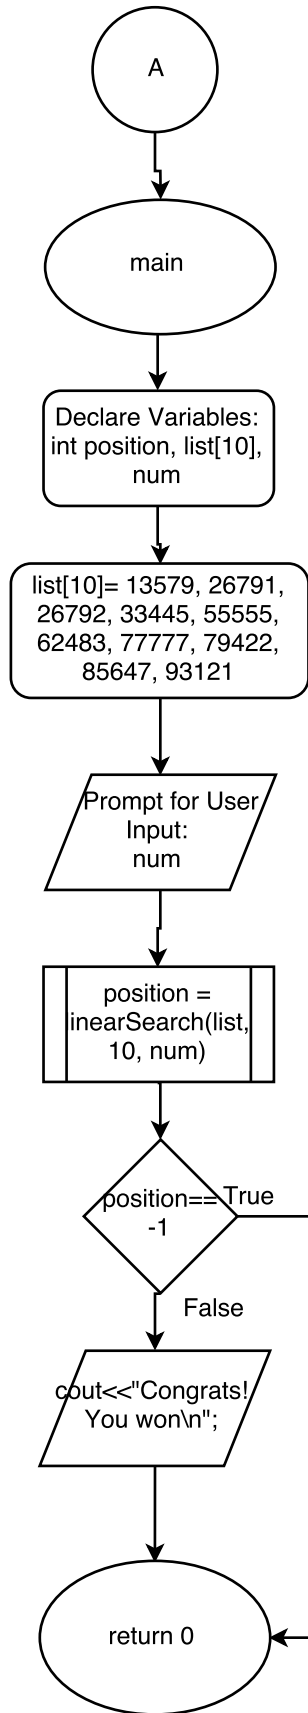 A
main
Declare Variables:
int position, list[10],
num
list[10]= 13579, 26791,
26792, 33445, 55555,
62483, 77777, 79422,
85647, 93121
Prompt for User
Input:
num
position =
linearSearch(list,
10, num)
position==
-1
True
False
cout<<"Congrats!
You won\n";
return 0